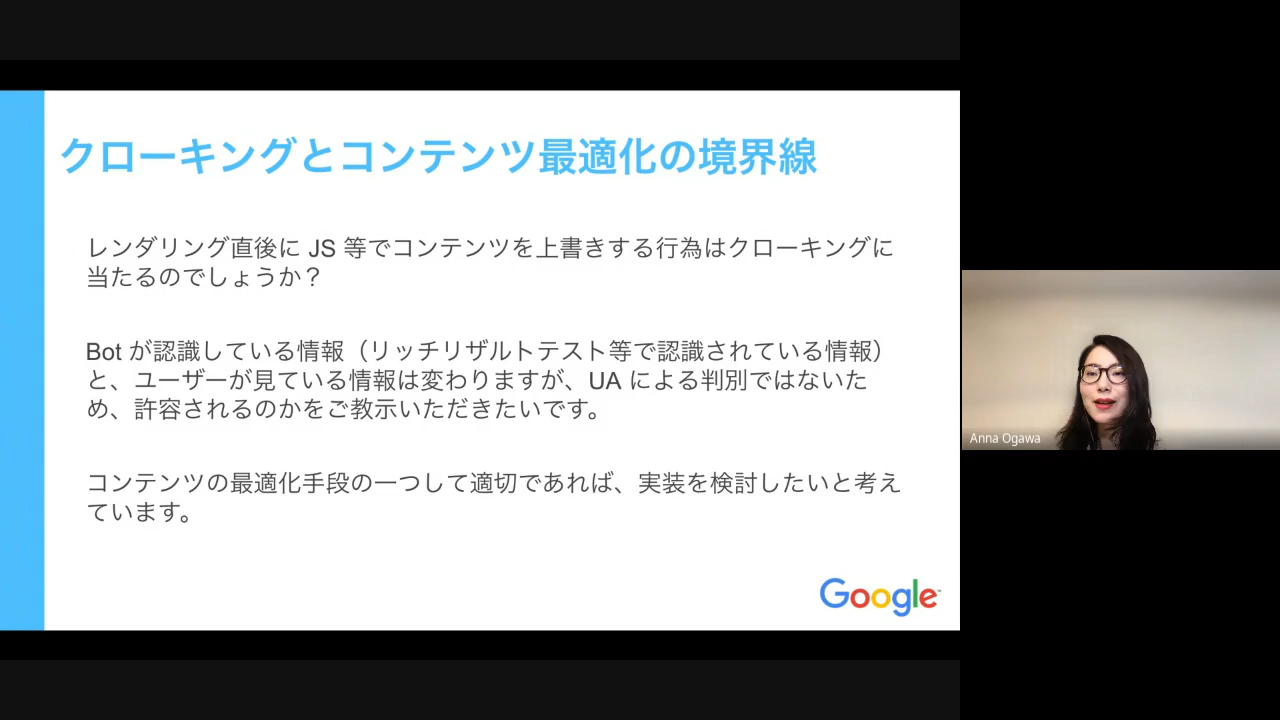 クローキングとコンテンツ最適化の境界線
レンダリング直後に JS 等でコンテンツを上書きする行為はクローキングに
当たるのでしょうか？
Bot が認識している情報（リッチリザルトテスト等で認識されている情報）
と、ユーザーが見ている情報は変わりますが、UA による判別ではないた
め、許容されるのかをご教示いただきたいです。
コンテンツの最適化手段の一つして適切であれば、実装を検討したいと考え
ています。
Google
Anna Ogawa